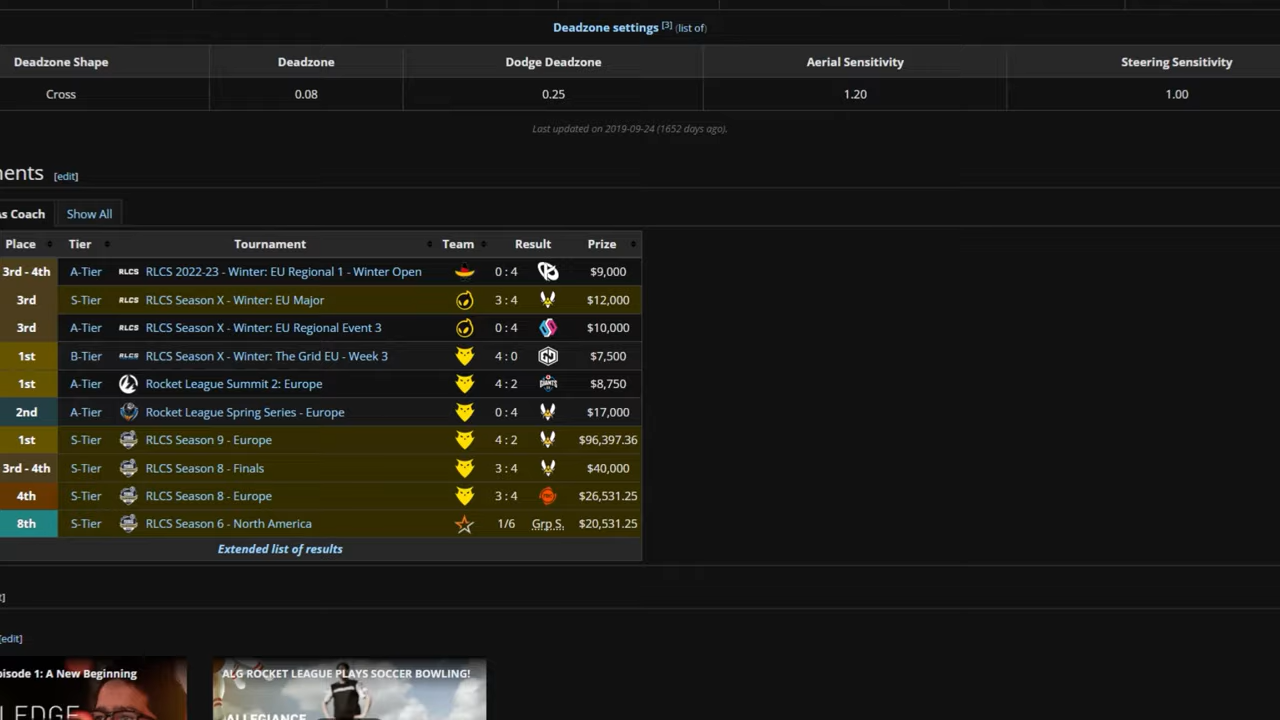 Deadzone settings [3] (list of)
Deadzone Shape Deadzone Dodge Deadzone Aerial Sensitivity Steering Sensitivity
Cross 0.08 0.25 1.20 1.00
Last updated on 2019-09-24 (1652 days ago).
nents [edit]
As Coach Show All
Place Tier Tournament Team Result Prize
3rd - 4th A-Tier RLCS RLCS 2022-23 - Winter: EU Regional 1 - Winter Open 0 : 4 $9,000
3rd S-Tier RLCS RLCS Season X - Winter: EU Major 3 : 4 $12,000
3rd A-Tier RLCS RLCS Season X - Winter: EU Regional Event 3 0 : 4 $10,000
1st B-Tier RLCS RLCS Season X - Winter: The Grid EU - Week 3 4 : 0 $7,500
1st A-Tier Rocket League Summit 2: Europe 4 : 2 GIANTS $8,750
2nd A-Tier Rocket League Spring Series - Europe 0 : 4 $17,000
1st S-Tier RLCS Season 9 - Europe 4 : 2 $96,397.36
3rd - 4th S-Tier RLCS Season 8 - Finals 3 : 4 $40,000
4th S-Tier RLCS Season 8 - Europe 3 : 4 $26,531.25
8th S-Tier RLCS Season 6 - North America 1/6 Grp S. $20,531.25
Extended list of results
t]
[edit]
pisode 1: A New Beginning ALG ROCKET LEAGUE PLAYS SOCCER BOWLING!
LEDGE ALLEGIANCE